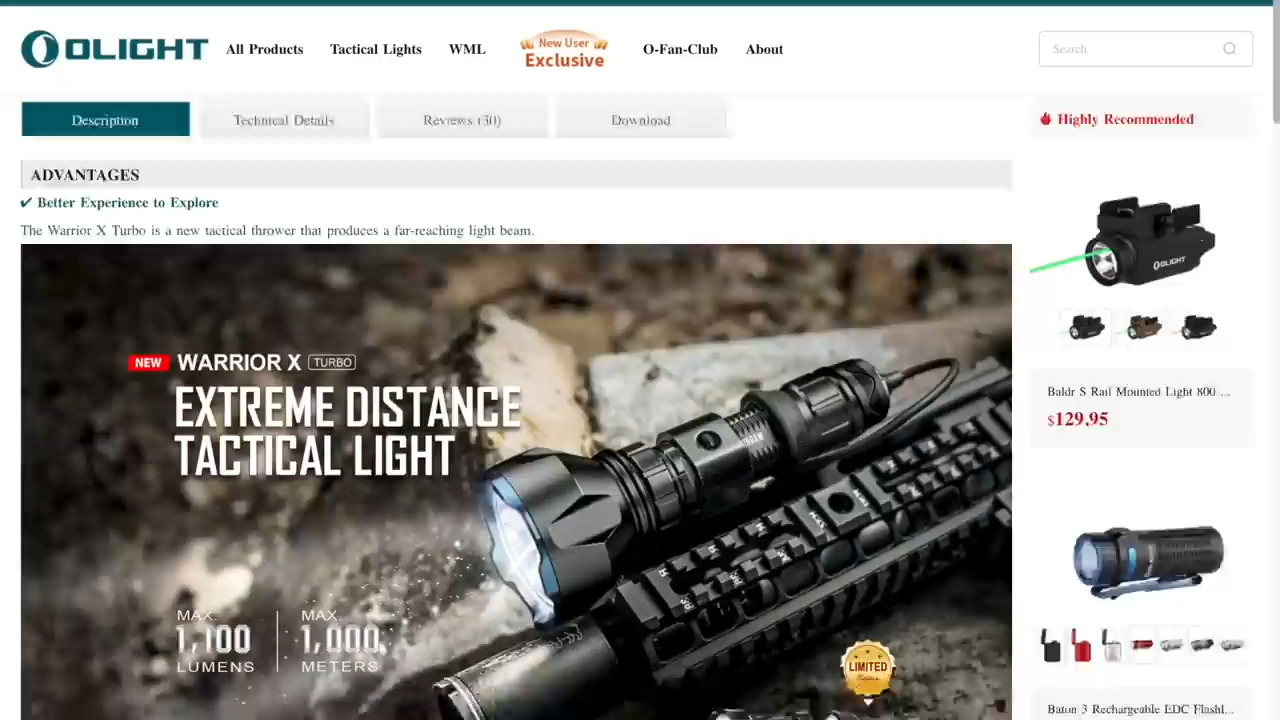 OLIGHT
All Products
Tactical Lights
WML
New User
Exclusive
O-Fan-Club
About
Search
Description
Technical Details
Reviews (30)
Download
Highly Recommended
ADVANTAGES
✔ Better Experience to Explore
The Warrior X Turbo is a new tactical thrower that produces a far-reaching light beam.
NEW WARRIOR X TURBO
EXTREME DISTANCE
TACTICAL LIGHT
MAX.
1,100
LUMENS
MAX.
1,000
METERS
LIMITED
OLIGHT
Baldr S Rail Mounted Light 800 ...
$129.95
Baton 3 Rechargeable EDC Flashl...